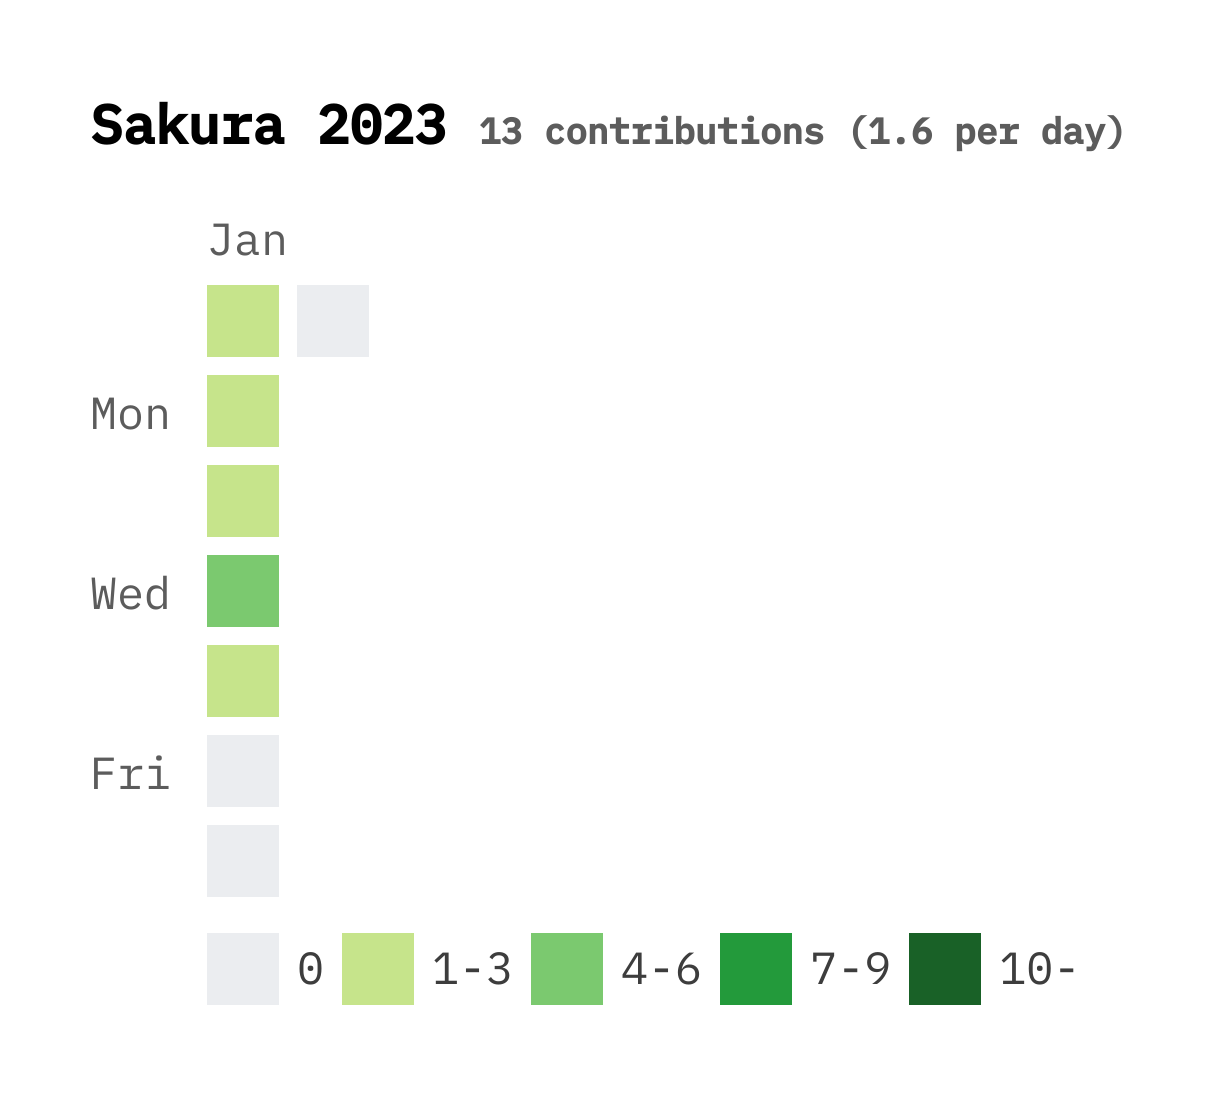 Sakura 2023 13 contributions (1.6 per day)
Jan
Mon
Wed
Fri
0 1-3 4-6 7-9 10-